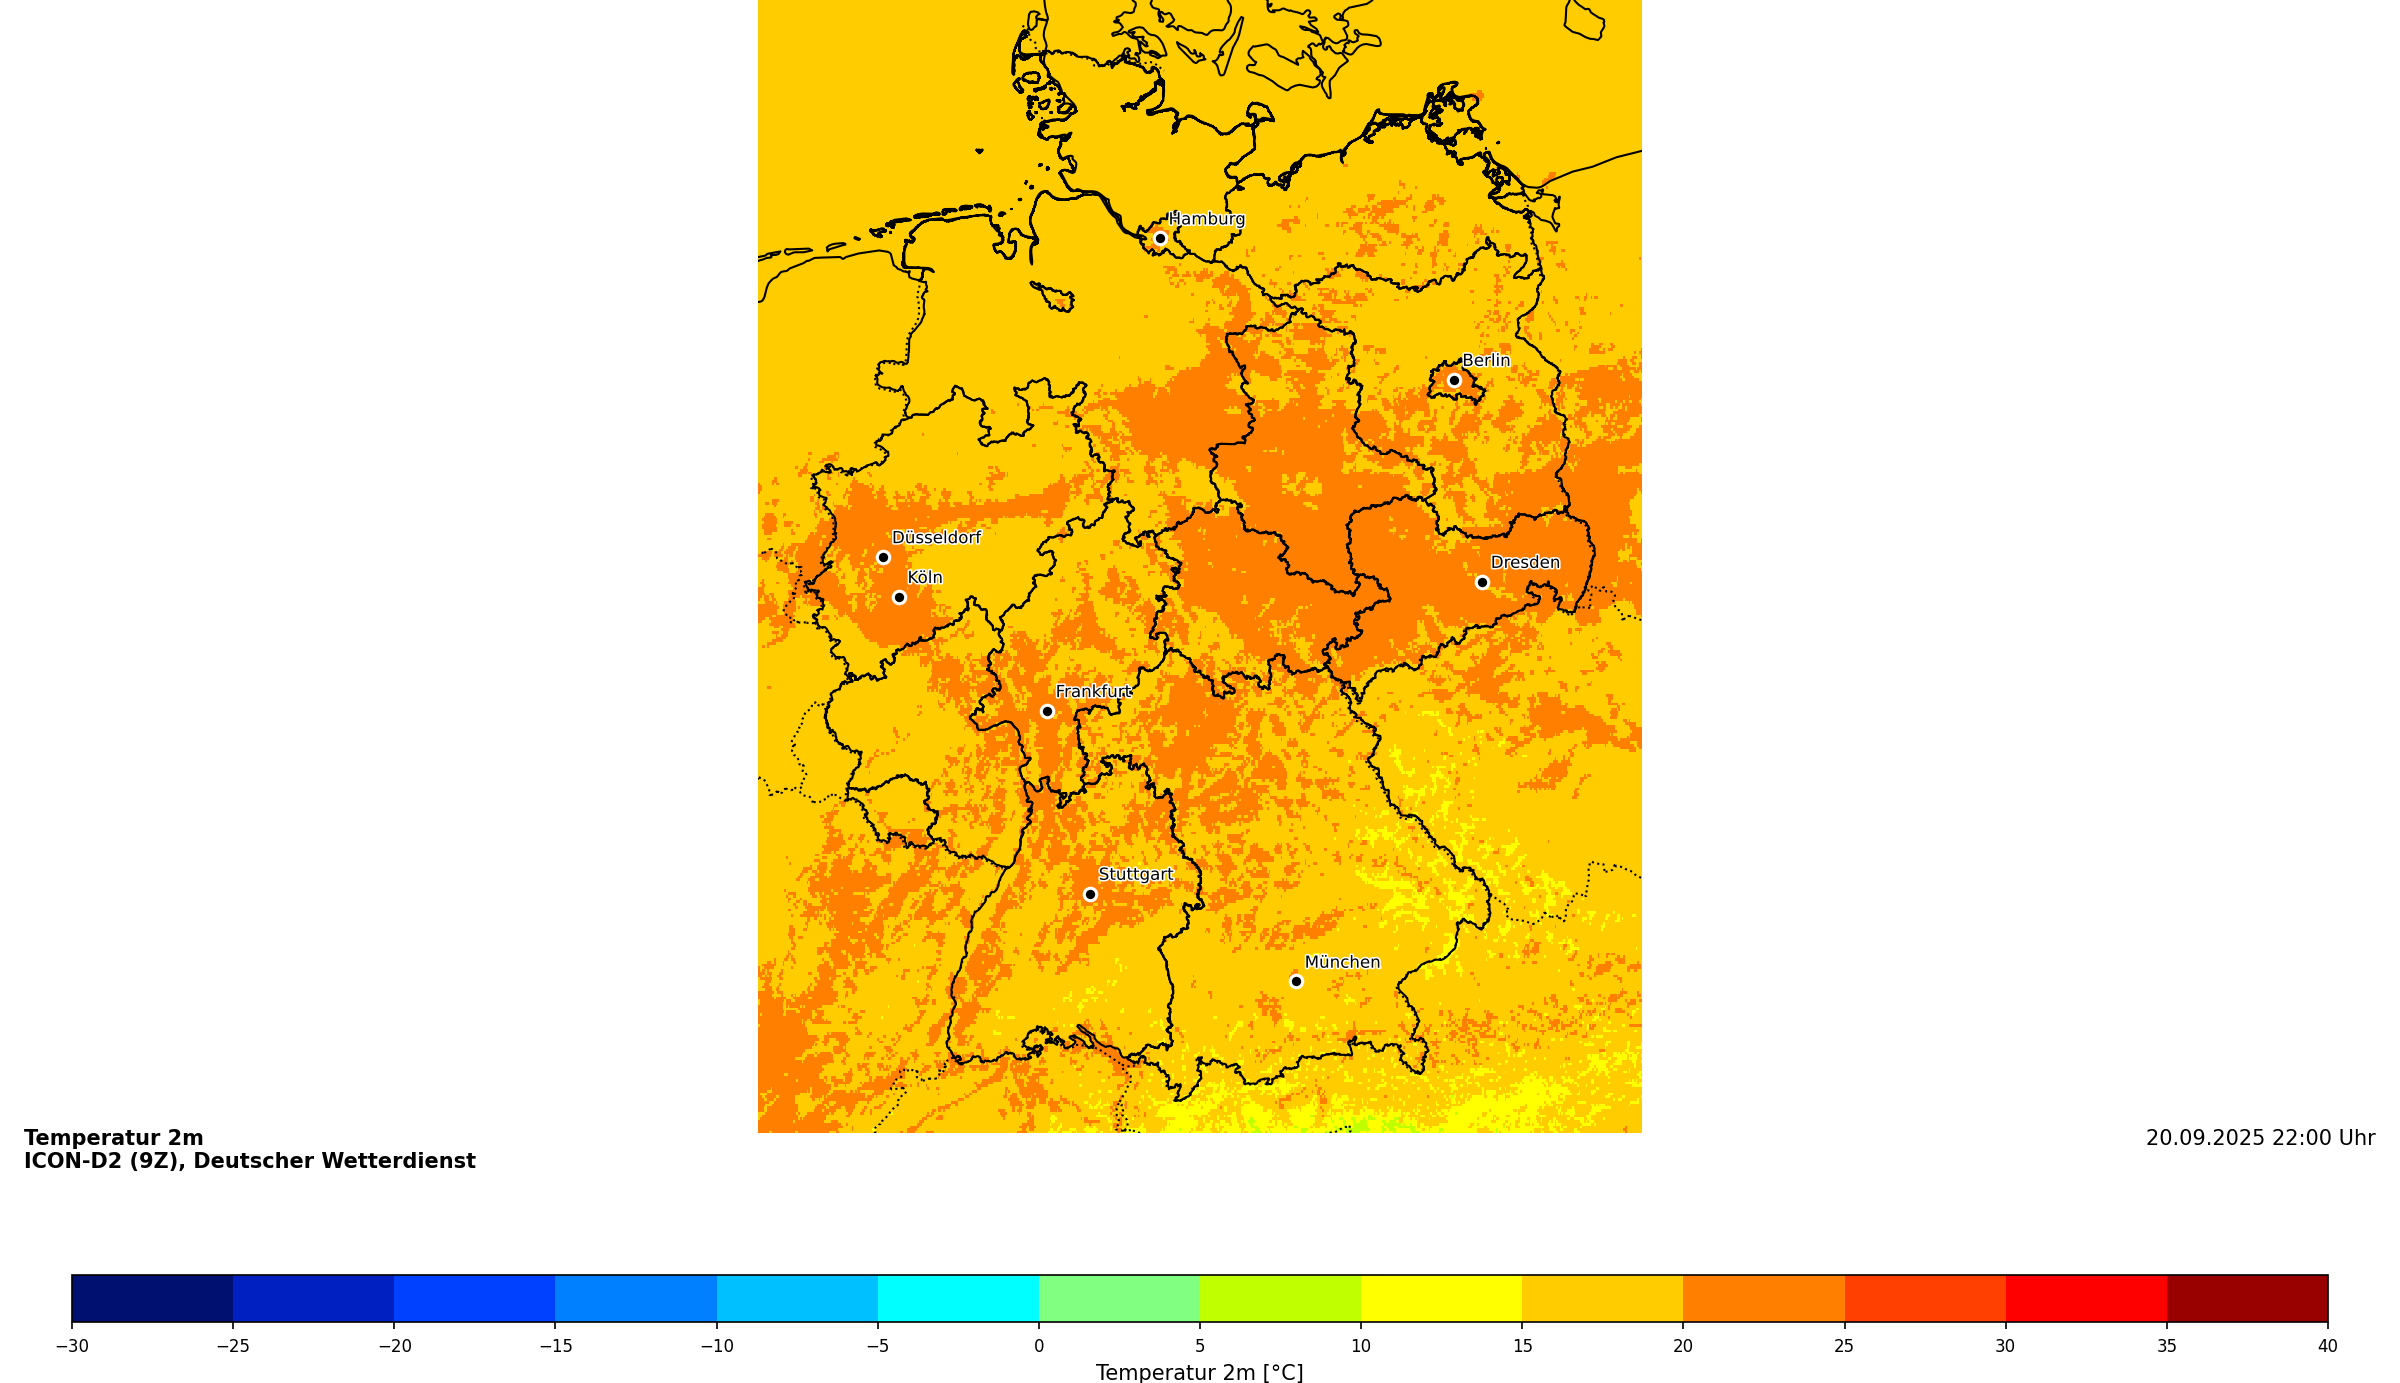 Hamburg
Berlin
Düsseldorf
Köln
Dresden
Frankfurt
Stuttgart
München
Temperatur 2m
ICON-D2 (9Z), Deutscher Wetterdienst
20.09.2025 22:00 Uhr
−30 −25 −20 −15 −10 −5 0 5 10 15 20 25 30 35 40
Temperatur 2m [°C]